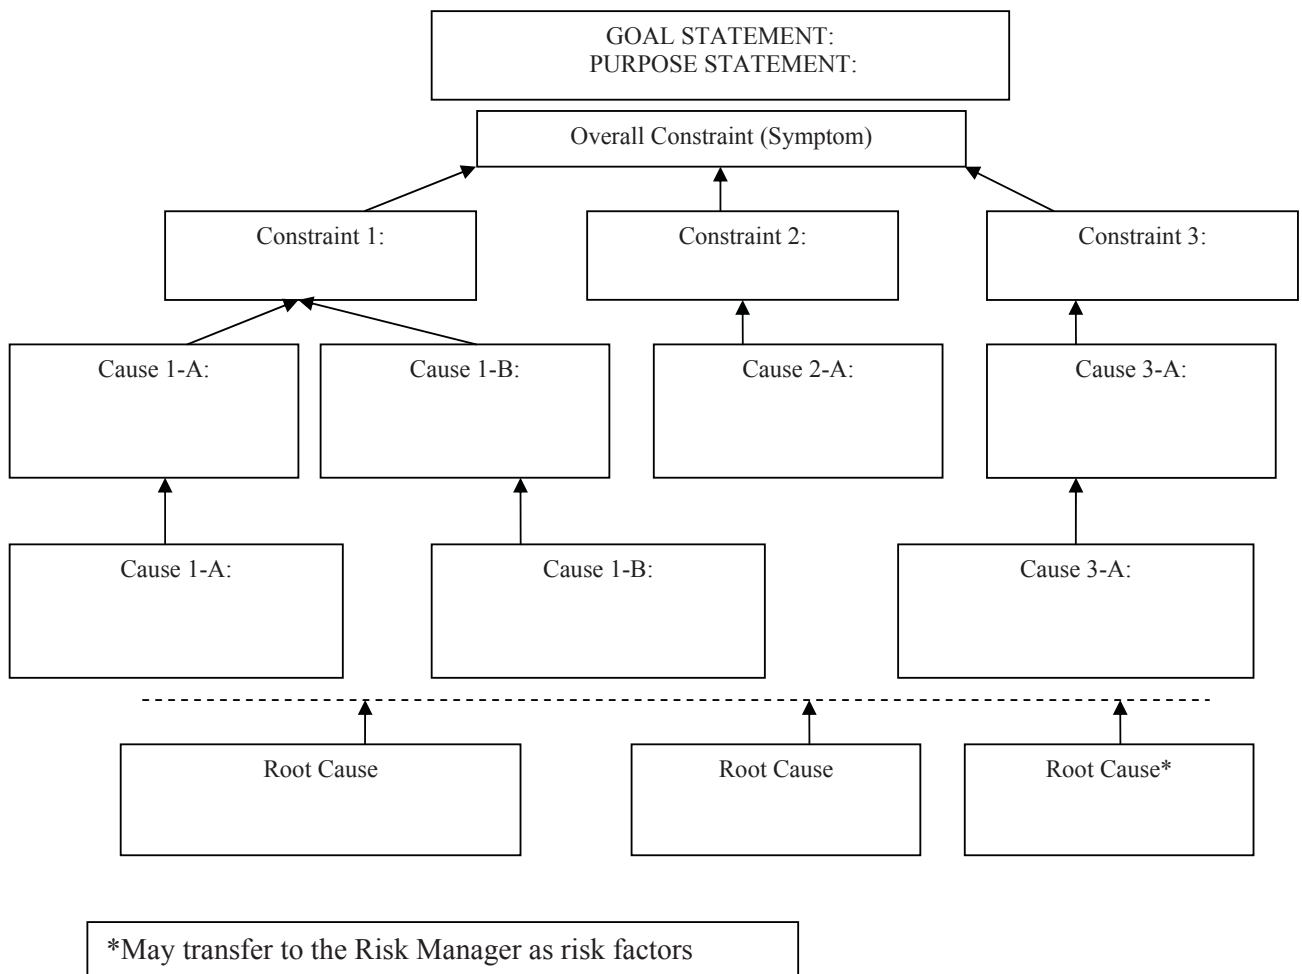 GOAL STATEMENT:
PURPOSE STATEMENT:
Overall Constraint (Symptom)
Constraint 1:
Constraint 2:
Constraint 3:
Cause 1-A:
Cause 1-B:
Cause 2-A:
Cause 3-A:
Cause 1-A:
Cause 1-B:
Cause 3-A:
Root Cause
Root Cause
Root Cause*
*May transfer to the Risk Manager as risk factors